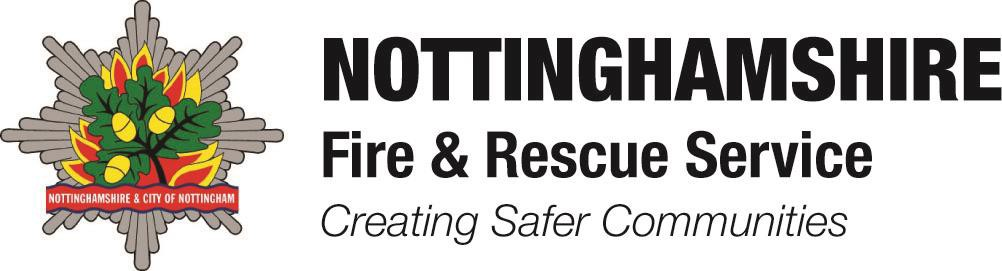 NOTTINGHAMSHIRE
Fire & Rescue Service
Creating Safer Communities
NOTTINGHAMSHIRE & CITY OF NOTTINGHAM